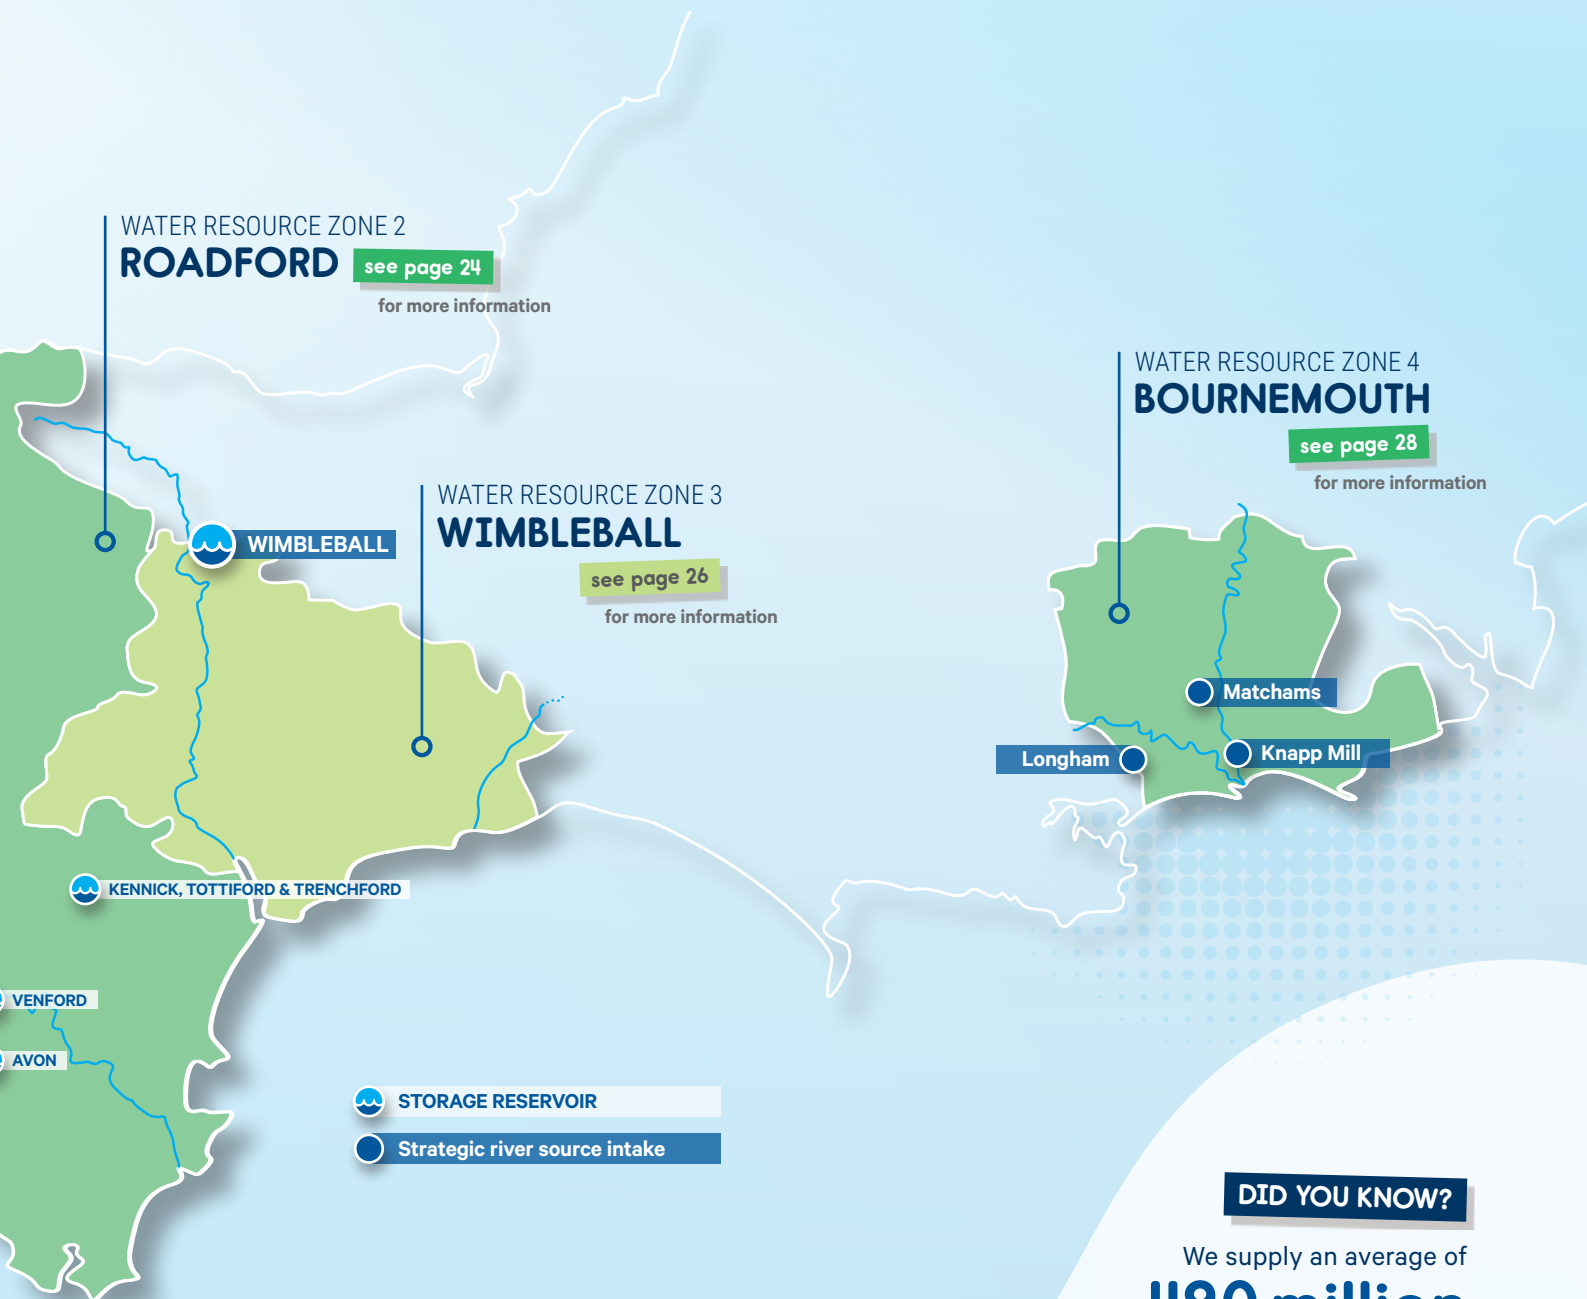 WATER RESOURCE ZONE 2
ROADFORD
see page 24
for more information
WATER RESOURCE ZONE 4
BOURNEMOUTH
see page 28
for more information
WATER RESOURCE ZONE 3
WIMBLEBALL
see page 26
for more information
WIMBLEBALL
Matchams
Longham
Knapp Mill
KENNICK, TOTTIFORD & TRENCHFORD
VENFORD
AVON
STORAGE RESERVOIR
Strategic river source intake
DID YOU KNOW?
We supply an average of
million